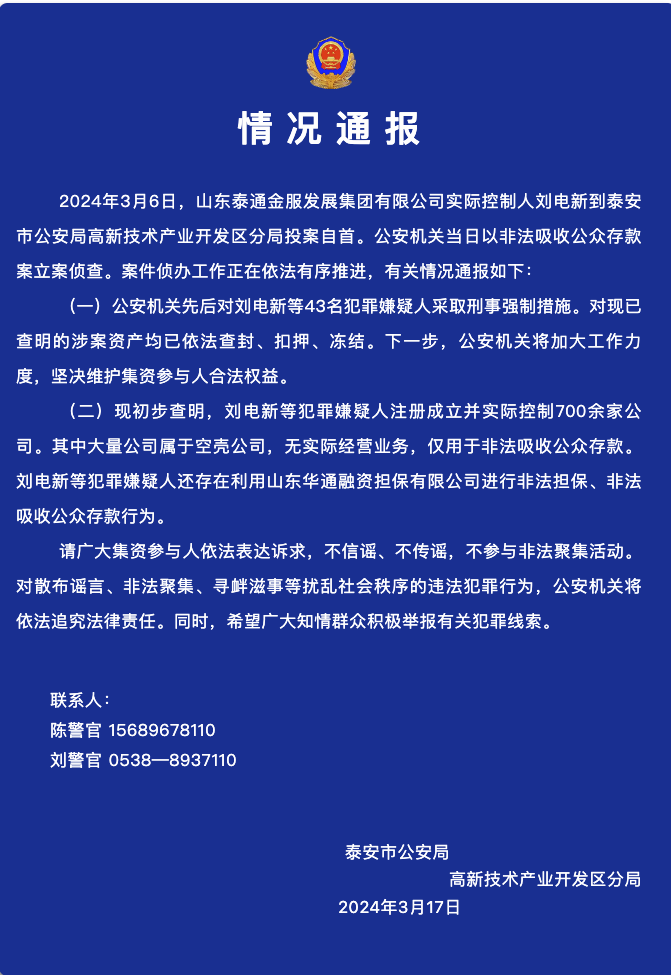 情况通报
2024年3月6日，山东泰通金服发展集团有限公司实际控制人刘电新到泰安
市公安局高新技术产业开发区分局投案自首。公安机关当日以非法吸收公众存款
案立案侦查。案件侦办工作正在依法有序推进，有关情况通报如下：
（一）公安机关先后对刘电新等43名犯罪嫌疑人采取刑事强制措施。对现已
查明的涉案资产均已依法查封、扣押、冻结。下一步，公安机关将加大工作力
度，坚决维护集资参与人合法权益。
（二）现初步查明，刘电新等犯罪嫌疑人注册成立并实际控制700余家公
司。其中大量公司属于空壳公司，无实际经营业务，仅用于非法吸收公众存款。
刘电新等犯罪嫌疑人还存在利用山东华通融资担保有限公司进行非法担保、非法
吸收公众存款行为。
请广大集资参与人依法表达诉求，不信谣、不传谣，不参与非法聚集活动。
对散布谣言、非法聚集、寻衅滋事等扰乱社会秩序的违法犯罪行为，公安机关将
依法追究法律责任。同时，希望广大知情群众积极举报有关犯罪线索。
联系人：
陈警官 15689678110
刘警官 0538—8937110
泰安市公安局
高新技术产业开发区分局
2024年3月17日